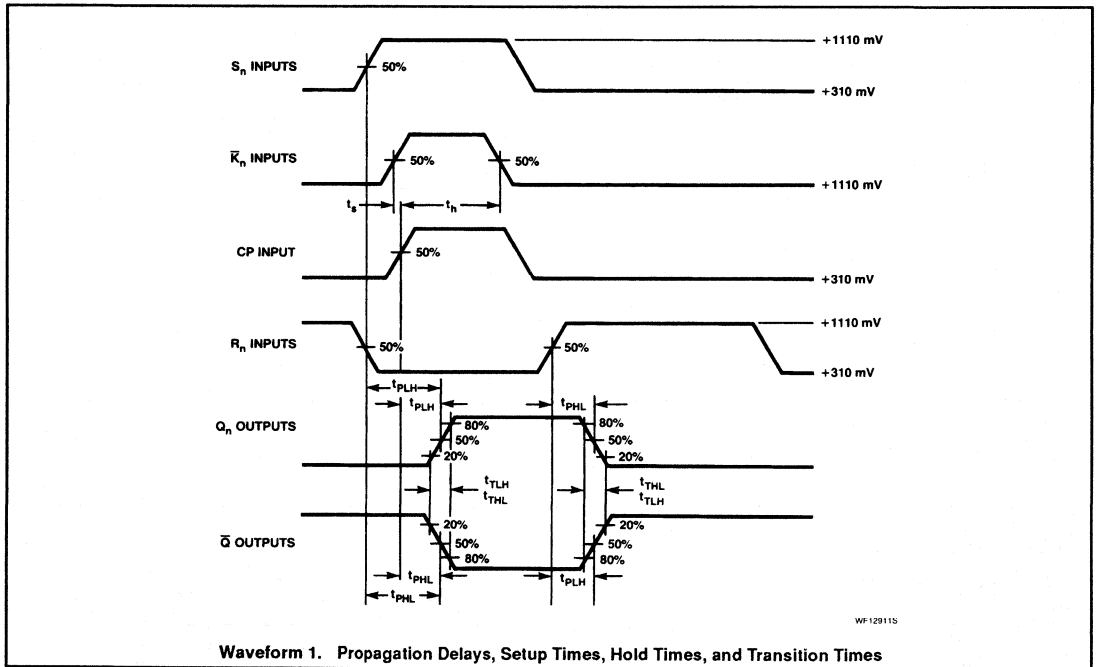 +1110 mV
Sn INPUTS
50%
+310 mV
K̅n INPUTS
50%
50%
+1110 mV
ts
th
CP INPUT
50%
+310 mV
+1110 mV
Rn INPUTS
50%
50%
+310 mV
tPLH
tPLH
tPHL
Qn OUTPUTS
80%
50%
20%
80%
50%
20%
tTLH
tTHL
tTHL
tTLH
Q̅ OUTPUTS
20%
50%
80%
20%
50%
80%
tPHL
tPLH
tPHL
WF12911S
Waveform 1. Propagation Delays, Setup Times, Hold Times, and Transition Times